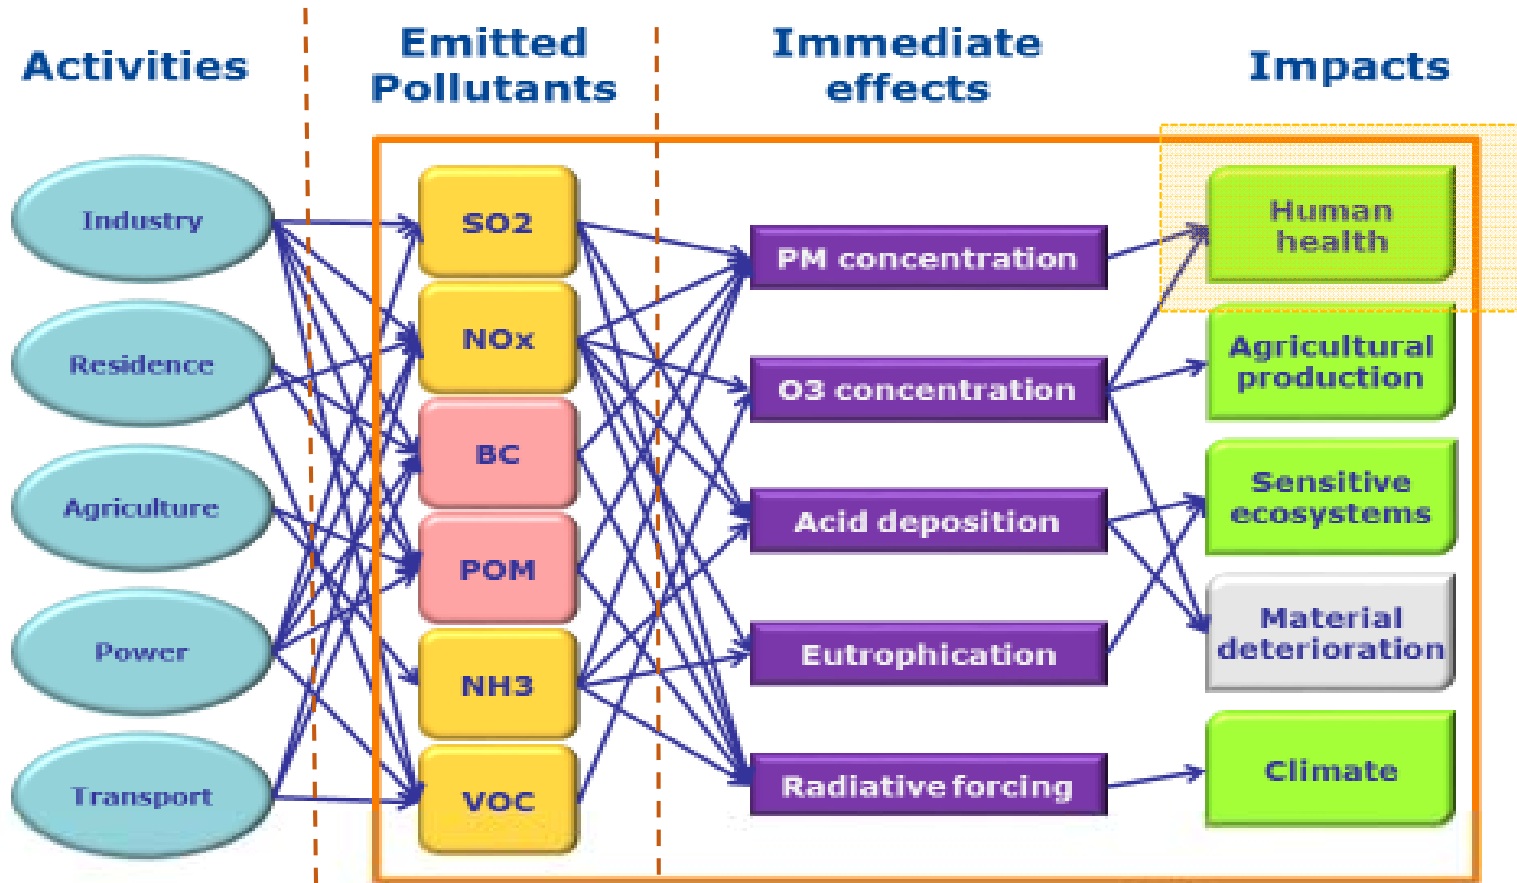 Activities
Emitted
Pollutants
Immediate
effects
Impacts
Industry
Residence
Agriculture
Power
Transport
SO2
NOx
BC
POM
NH3
VOC
PM concentration
O3 concentration
Acid deposition
Eutrophication
Radiative forcing
Human
health
Agricultural
production
Sensitive
ecosystems
Material
deterioration
Climate